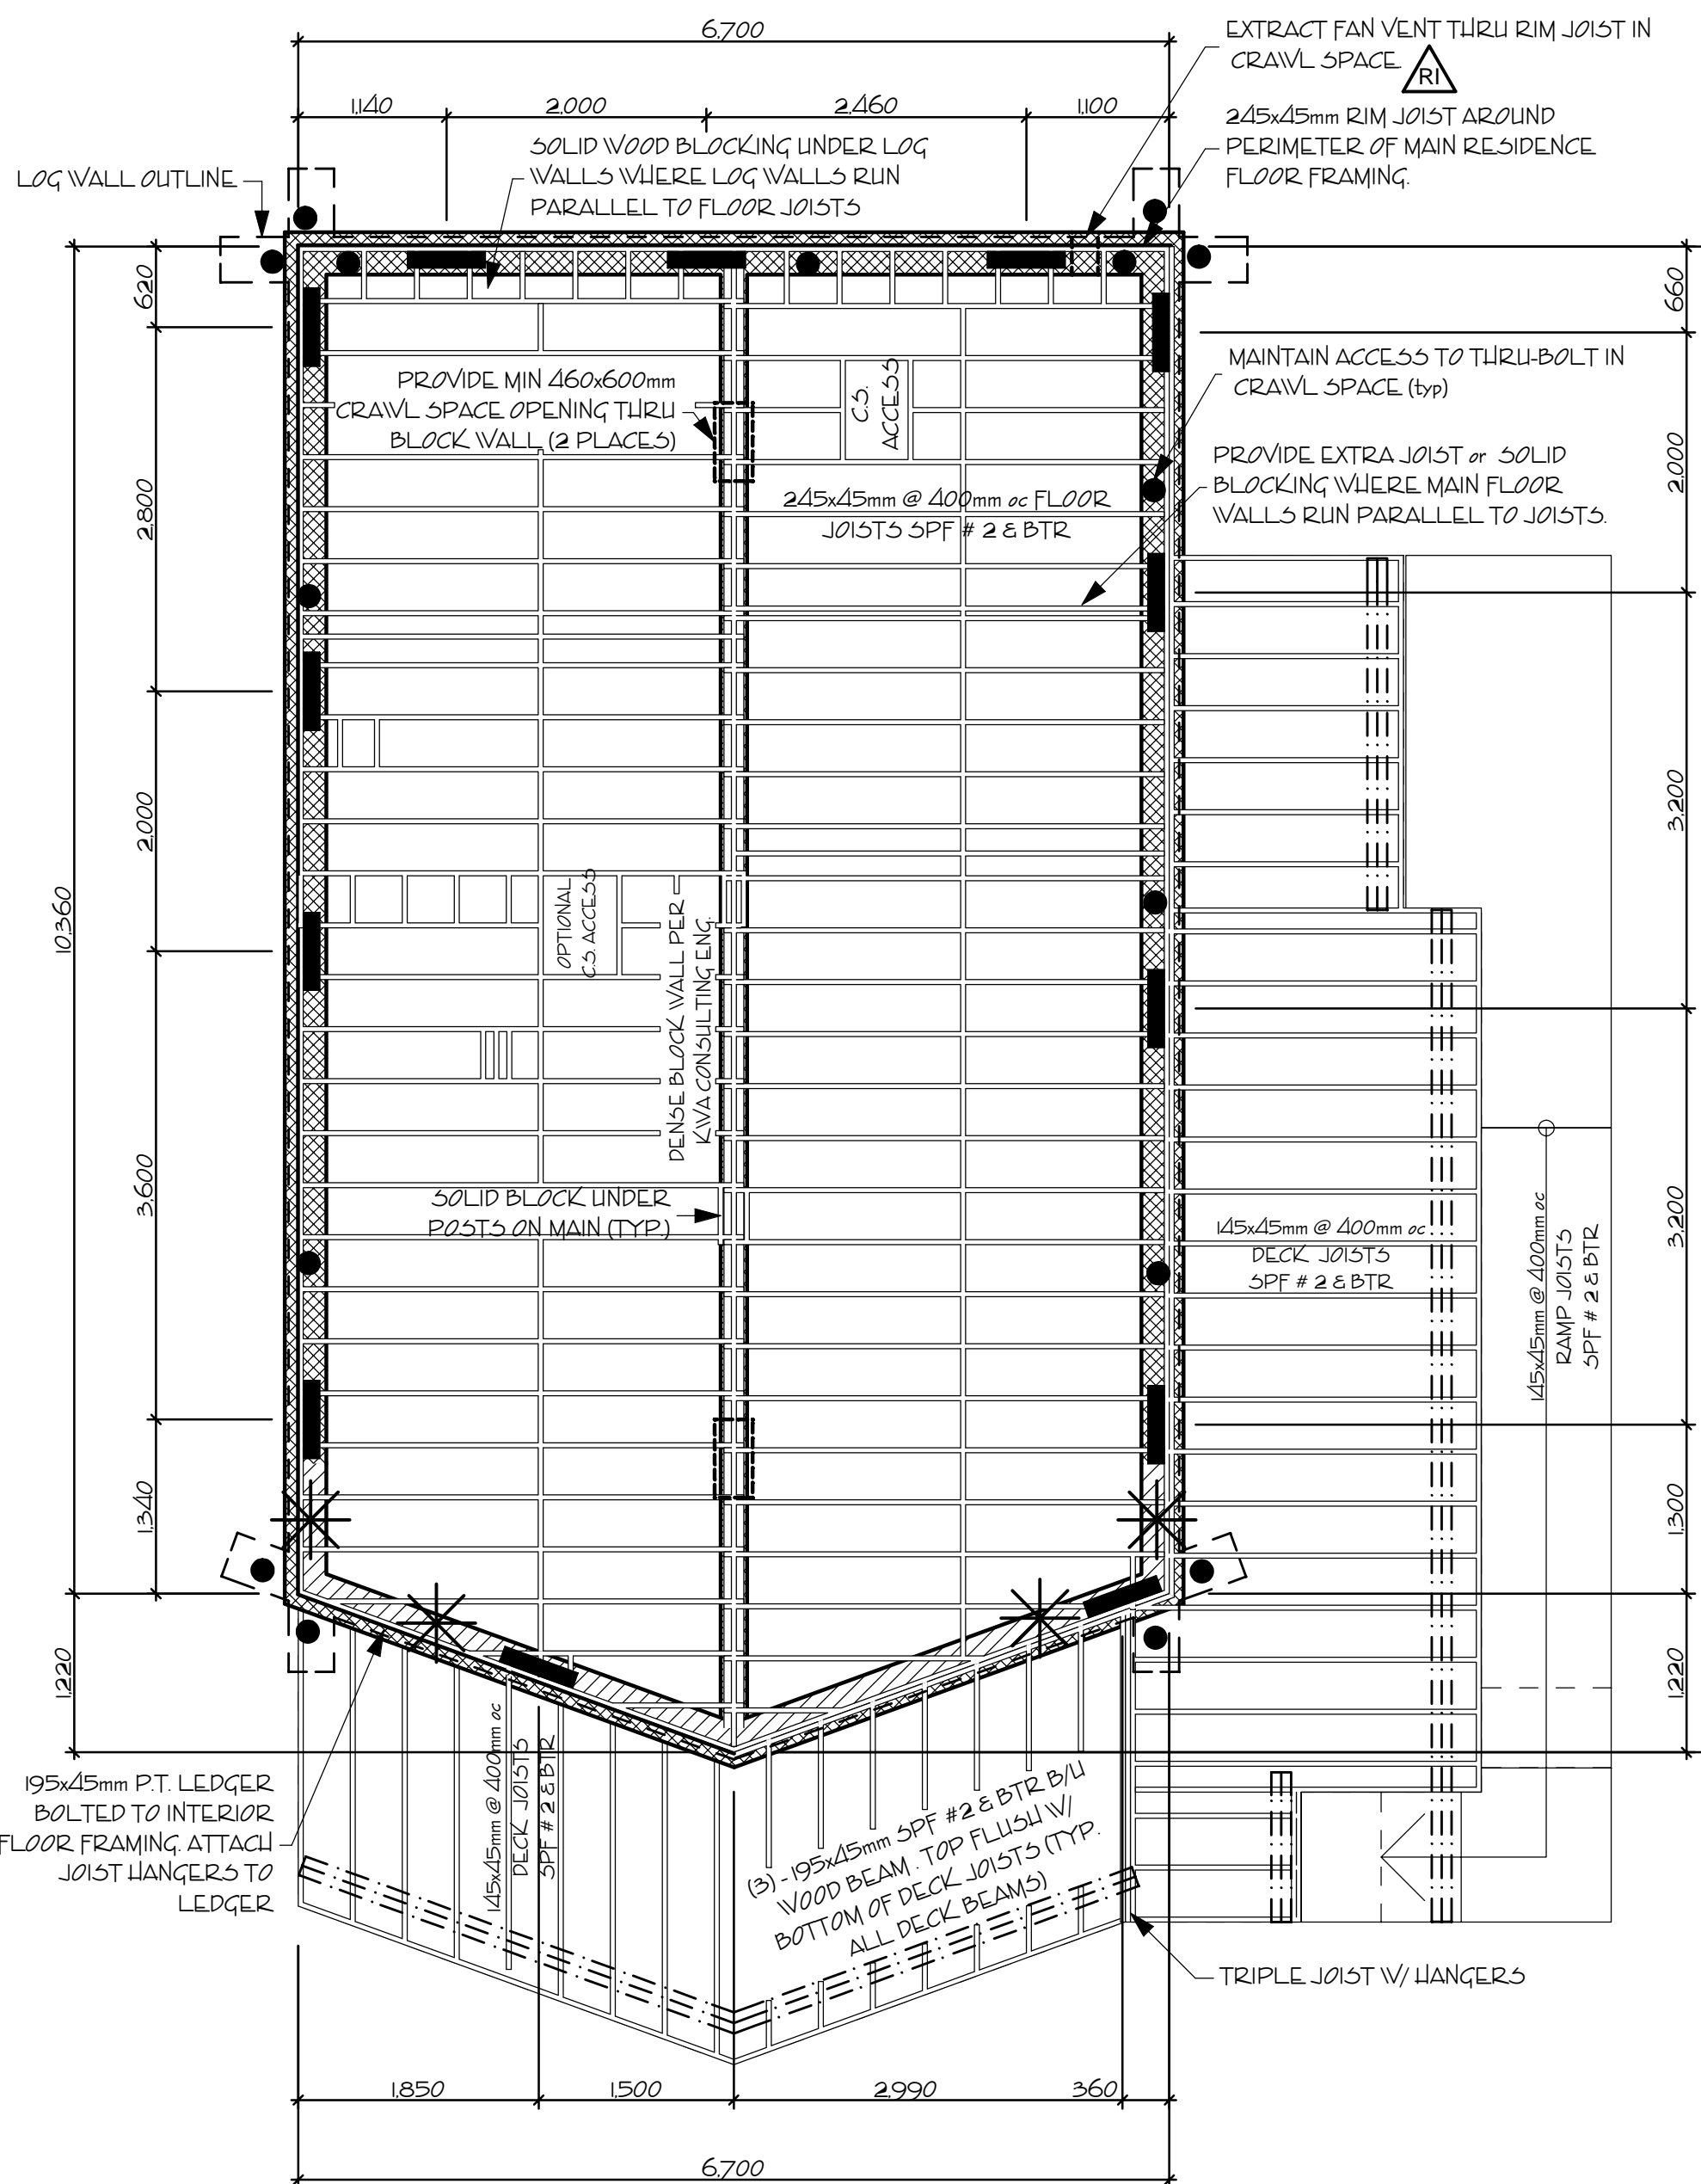 6,700
EXTRACT FAN VENT THRU RIM JOIST IN
CRAWL SPACE.
RI
1,140
2,000
2,460
1,100
245x45mm RIM JOIST AROUND
PERIMETER OF MAIN RESIDENCE
FLOOR FRAMING.
SOLID WOOD BLOCKING UNDER LOG
WALLS WHERE LOG WALLS RUN
PARALLEL TO FLOOR JOISTS
LOG WALL OUTLINE
620
660
MAINTAIN ACCESS TO THRU-BOLT IN
CRAWL SPACE (typ)
PROVIDE MIN 460x600mm
CRAWL SPACE OPENING THRU
BLOCK WALL (2 PLACES)
C.S.
ACCESS
PROVIDE EXTRA JOIST or SOLID
BLOCKING WHERE MAIN FLOOR
WALLS RUN PARALLEL TO JOISTS.
2,800
2,000
245x45mm @ 400mm oc FLOOR
JOISTS SPF # 2 & BTR
2,000
3,200
10,360
OPTIONAL
C.S. ACCESS
DENSE BLOCK WALL PER
KWA CONSULTING ENG.
3,600
3,200
SOLID BLOCK UNDER
POSTS ON MAIN (TYP.)
145x45mm @ 400mm oc
DECK JOISTS
SPF # 2 & BTR
145x45mm @ 400mm oc
RAMP JOISTS
SPF # 2 & BTR
1,340
1,300
1,220
1,220
195x45mm P.T. LEDGER
BOLTED TO INTERIOR
FLOOR FRAMING. ATTACH
JOIST HANGERS TO
LEDGER
145x45mm @ 400mm oc
DECK JOISTS
SPF # 2 & BTR
(3) - 195x45mm SPF #2 & BTR B/U
WOOD BEAM . TOP FLUSH W/
BOTTOM OF DECK JOISTS (TYP.
ALL DECK BEAMS)
TRIPLE JOIST W/ HANGERS
1,850
1,500
2,990
360
6,700